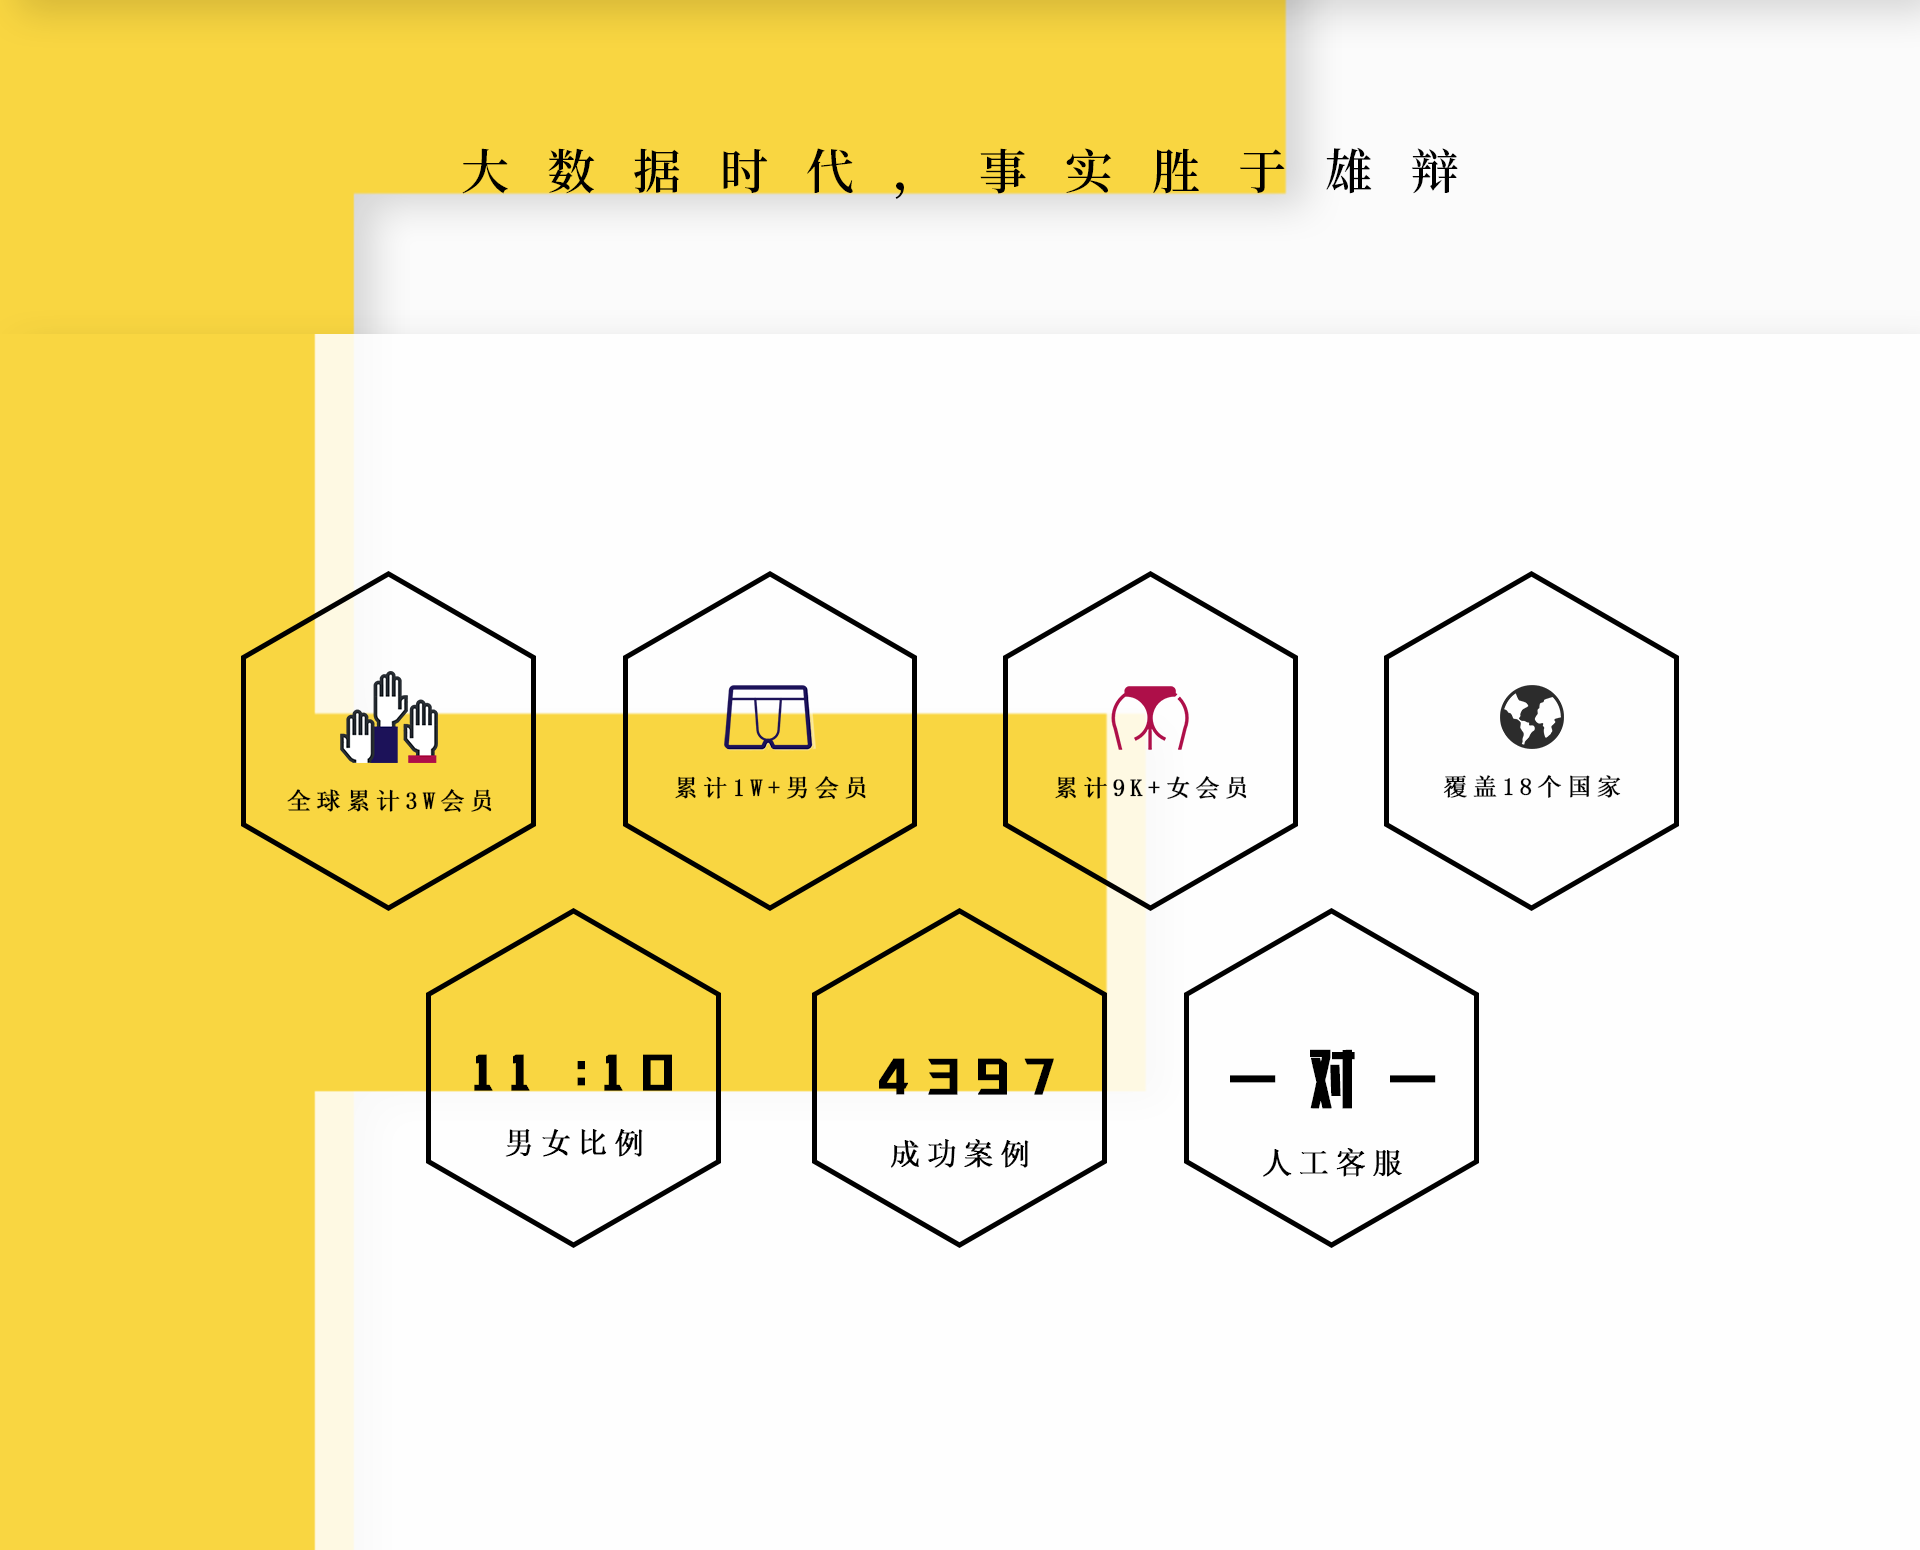 大数据时代，事实胜于雄辩
全球累计3W会员
累计1W+男会员
累计9K+女会员
覆盖18个国家
11:10
男女比例
4397
成功案例
一对一
人工客服